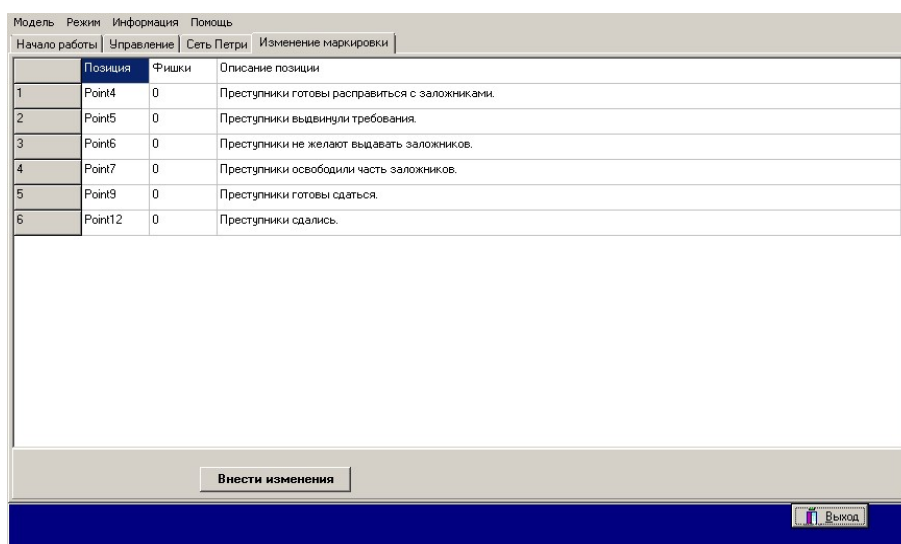 Модель Режим Информация Помощь
Начало работы Управление Сеть Петри Изменение маркировки
Позиция Фишки Описание позиции
1 Point4 0 Преступники готовы расправиться с заложниками.
2 Point5 0 Преступники выдвинули требования.
3 Point6 0 Преступники не желают выдавать заложников.
4 Point7 0 Преступники освободили часть заложников.
5 Point9 0 Преступники готовы сдаться.
6 Point12 0 Преступники сдались.
Внести изменения
Выход